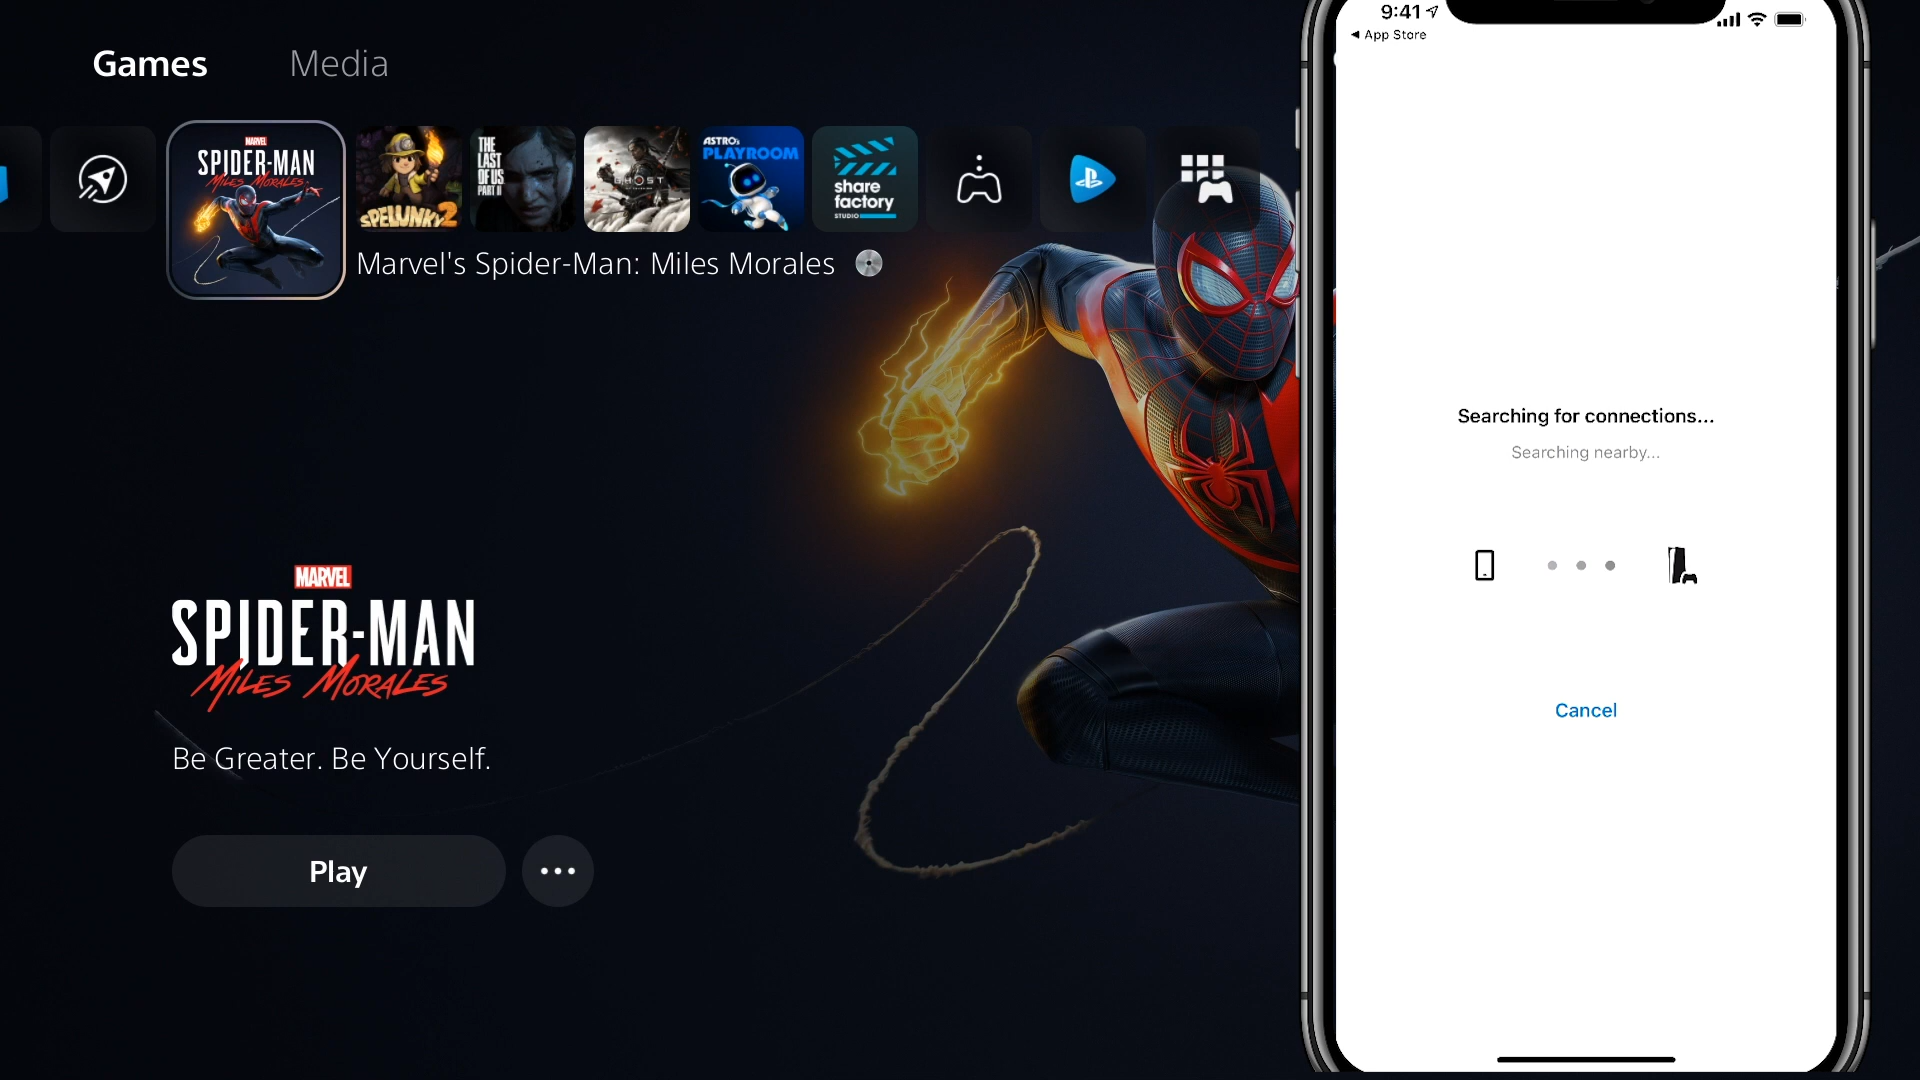 Games
Media
MARVEL
SPIDER-MAN
MILES MORALES
SPELUNKY 2
THE
LAST
OF US
PART II
GHOST
ASTRO's
PLAYROOM
share
factory
STUDIO
Marvel's Spider-Man: Miles Morales
MARVEL
SPIDER-MAN
MILES MORALES
Be Greater. Be Yourself.
Play
9:41
App Store
Searching for connections...
Searching nearby...
Cancel